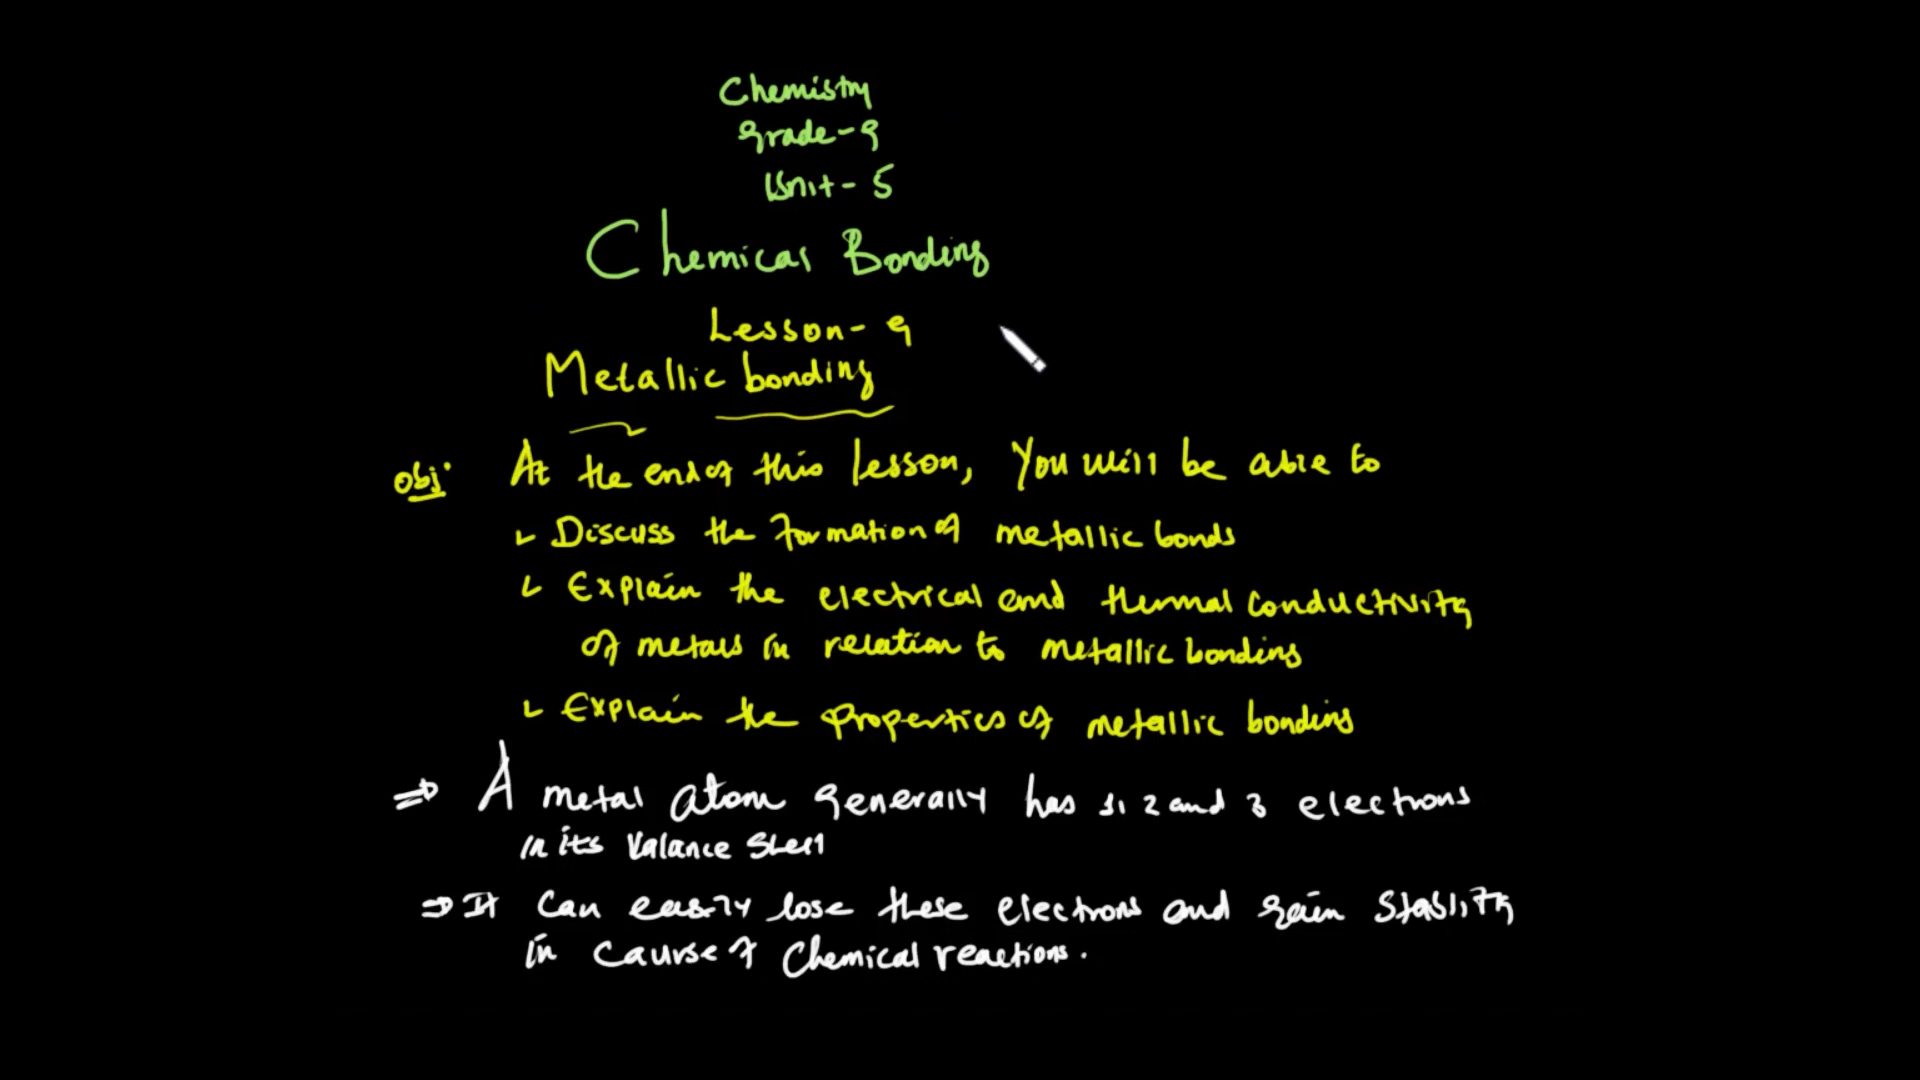 Chemistry
Grade-9
Unit-5
Chemical Bonding
Lesson-9
Metallic bonding
Obj. At the end of this lesson, You will be able to
Discuss the formation of metallic bonds
Explain the electrical and thermal conductivity
of metals in relation to metallic bonding
Explain the properties of metallic bonding
⇒ A metal atom generally has 1, 2 and 3 electrons
in its Valance Shell
⇒ It can easily lose these electrons and gain Stablity
in caurse of chemical reactions.